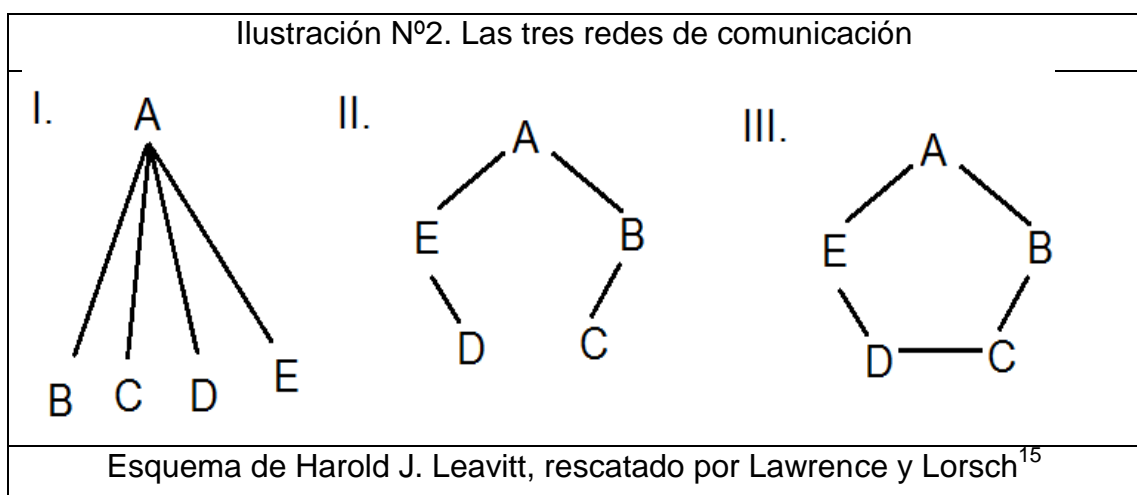 Ilustración Nº2. Las tres redes de comunicación
I. A
B C D E
II. A
E B
D C
III. A
E B
D C
Esquema de Harold J. Leavitt, rescatado por Lawrence y Lorsch15